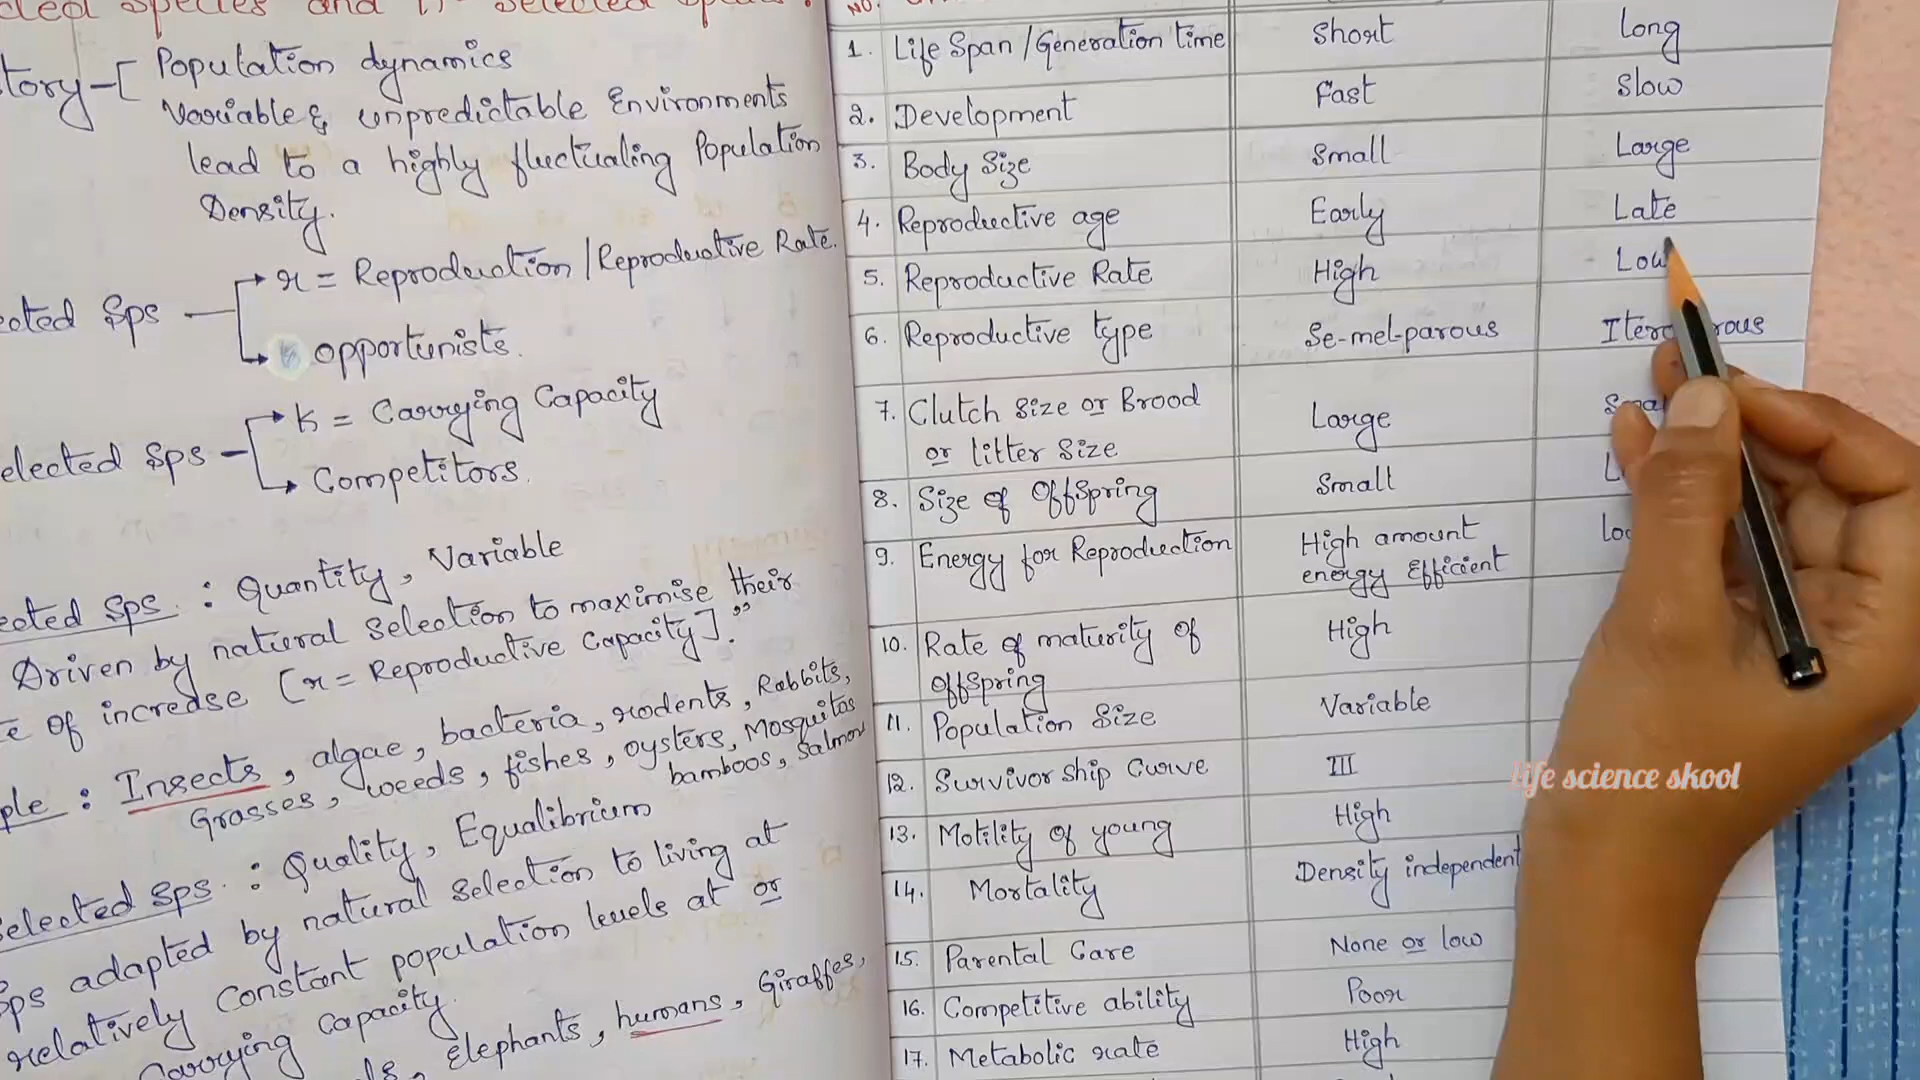 Species and selected
tory-[ Population dynamics
Variable & unpredictable Environments
lead to a highly fluctuating Population
Density.
r = Reproduction / Reproductive Rate.
Sps
opportunists.
K = Carrying Capacity
elected Sps
Competitors.
Sps : Quantity, Variable
Driven by natural selection to maximise their
of increase [r = Reproductive Capacity]."
ple : Insects, algae, bacteria, rodents, Rabbits,
Grasses, weeds, fishes, oysters, Mosquitos
bamboos, Salmon
elected Sps. : Quality, Equalibrium
Sps adapted by natural selection to living at
relatively constant population levels at or
Carrying Capacity.
Elephants, humans, Giraffes,
NO.
1. Life Span / Generation time Short Long
2. Development Fast Slow
3. Body Size Small Large
4. Reproductive age Early Late
5. Reproductive Rate High Low
6. Reproductive type Se-mel-parous
7. Clutch Size or Brood
or litter Size Large
8. Size of Offspring Small
9. Energy for Reproduction High amount
energy Efficient
10. Rate of maturity of High
Offspring
11. Population Size Variable
12. Survivor ship Curve III
13. Motility of young High
14. Mortality Density independent
15. Parental Care None or low
16. Competitive ability Poor
17. Metabolic rate High
life science skool